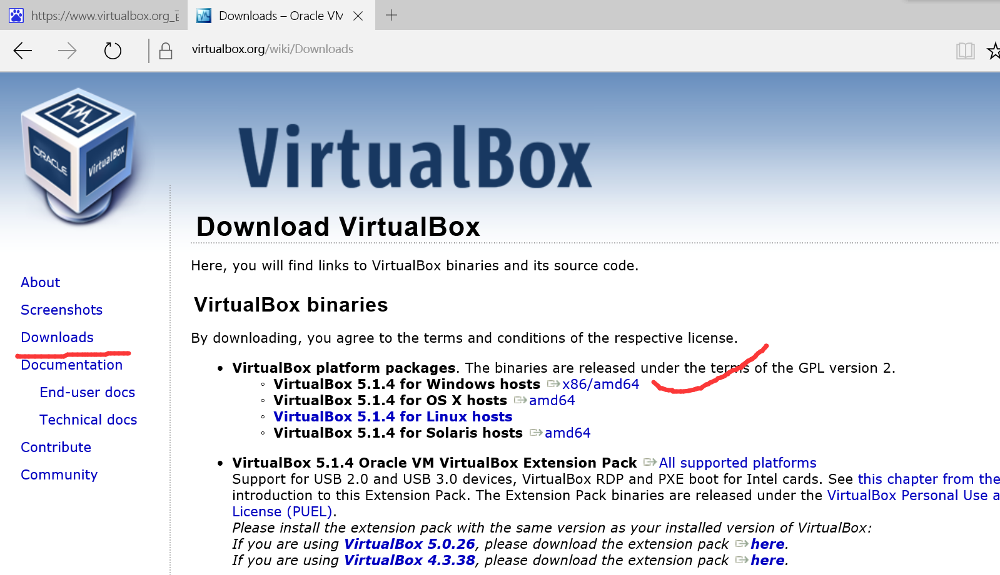 https://www.virtualbox.org_
Downloads – Oracle VM
virtualbox.org/wiki/Downloads
ORACLE
VirtualBox
VirtualBox
Download VirtualBox
Here, you will find links to VirtualBox binaries and its source code.
About
Screenshots
Downloads
Documentation
End-user docs
Technical docs
Contribute
Community
VirtualBox binaries
By downloading, you agree to the terms and conditions of the respective license.
• VirtualBox platform packages. The binaries are released under the terms of the GPL version 2.
◦ VirtualBox 5.1.4 for Windows hosts x86/amd64
◦ VirtualBox 5.1.4 for OS X hosts amd64
◦ VirtualBox 5.1.4 for Linux hosts
◦ VirtualBox 5.1.4 for Solaris hosts amd64
• VirtualBox 5.1.4 Oracle VM VirtualBox Extension Pack All supported platforms
Support for USB 2.0 and USB 3.0 devices, VirtualBox RDP and PXE boot for Intel cards. See this chapter from the
introduction to this Extension Pack. The Extension Pack binaries are released under the VirtualBox Personal Use a
License (PUEL).
Please install the extension pack with the same version as your installed version of VirtualBox:
If you are using VirtualBox 5.0.26, please download the extension pack here.
If you are using VirtualBox 4.3.38, please download the extension pack here.